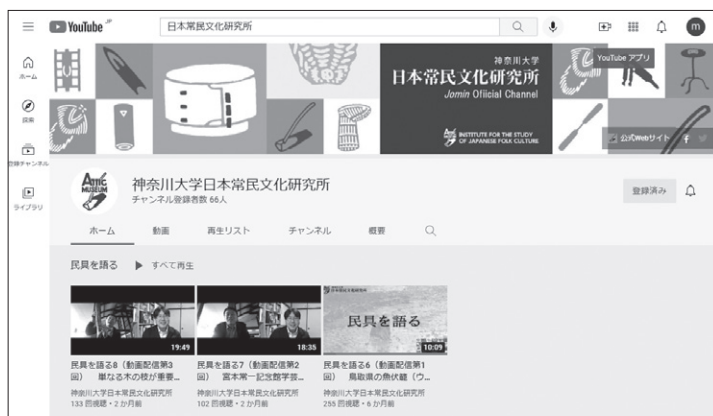 YouTube JP
日本常民文化研究所
m
ホーム
探索
登録チャンネル
ライブラリ
神奈川大学
日本常民文化研究所
Jomin Official Channel
INSTITUTE FOR THE STUDY
OF JAPANESE FOLK CULTURE
YouTube アプリ
公式Webサイト
Attic
MUSEUM
神奈川大学日本常民文化研究所
チャンネル登録者数 66人
登録済み
ホーム 動画 再生リスト チャンネル 概要
民具を語る ▶ すべて再生
19:49
18:35
民具を語る
10:09
民具を語る8（動画配信第3
回） 単なる木の枝が重要...
神奈川大学日本常民文化研究所
133 回視聴・2 か月前
民具を語る7（動画配信第2
回） 宮本常一記念館学芸...
神奈川大学日本常民文化研究所
102 回視聴・2 か月前
民具を語る6（動画配信第1
回） 鳥取県の魚伏籠（ウ...
神奈川大学日本常民文化研究所
255 回視聴・6 か月前